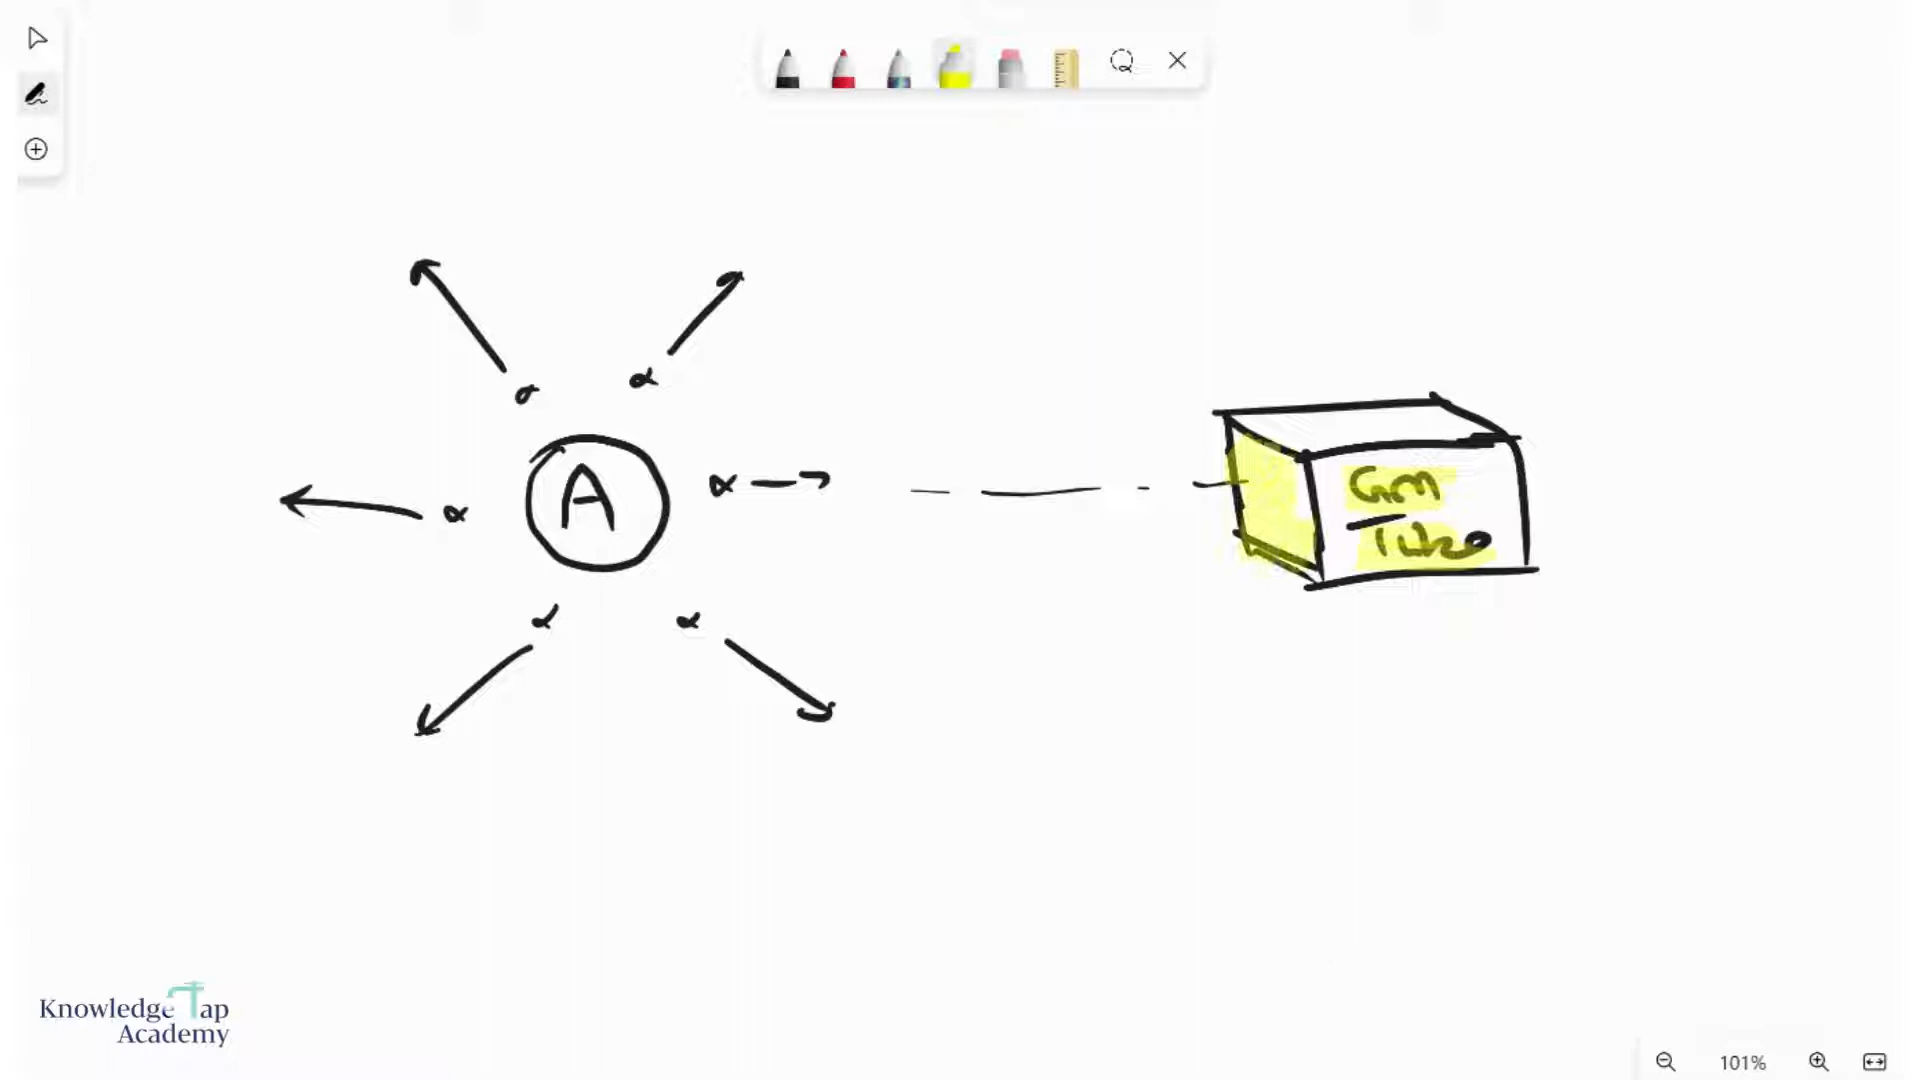 α
α
A
α
α
α
α
GM
Tube
Knowledge Tap
Academy
101%